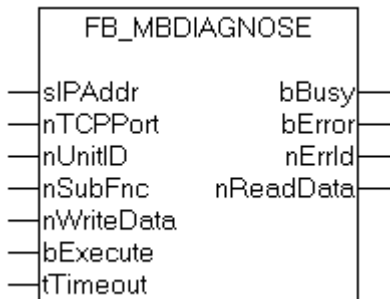 FB_MBDIAGNOSE
sIPAddr bBusy
nTCPPort bError
nUnitID nErrId
nSubFnc nReadData
nWriteData
bExecute
tTimeout